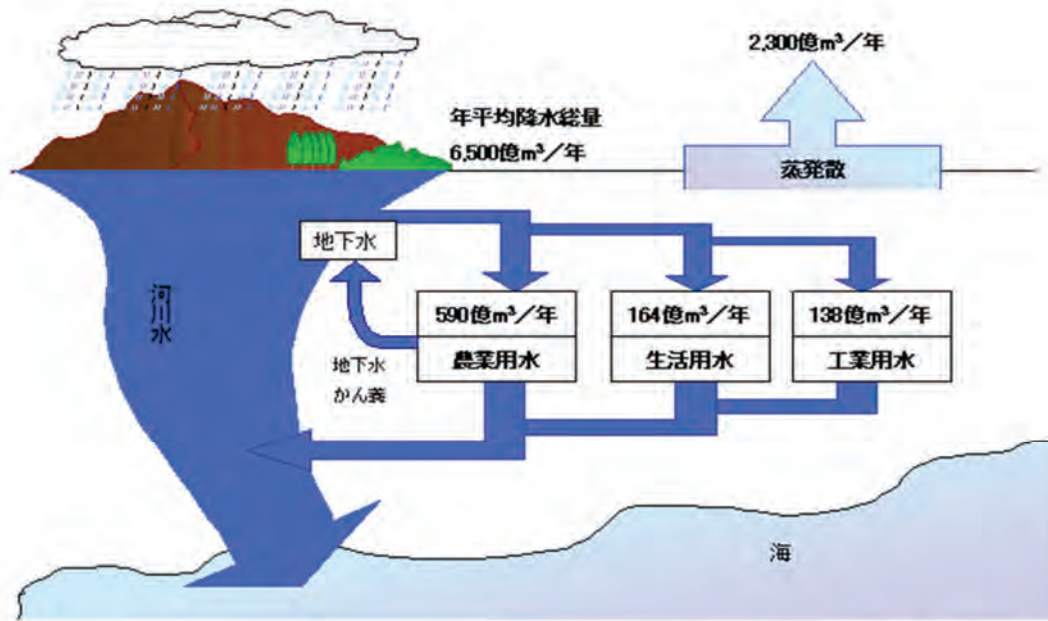 2,300億m³／年
年平均降水総量
6,500億m³／年
蒸発散
地下水
河川水
590億m³／年
164億m³／年
138億m³／年
農業用水
生活用水
工業用水
地下水
かん養
海